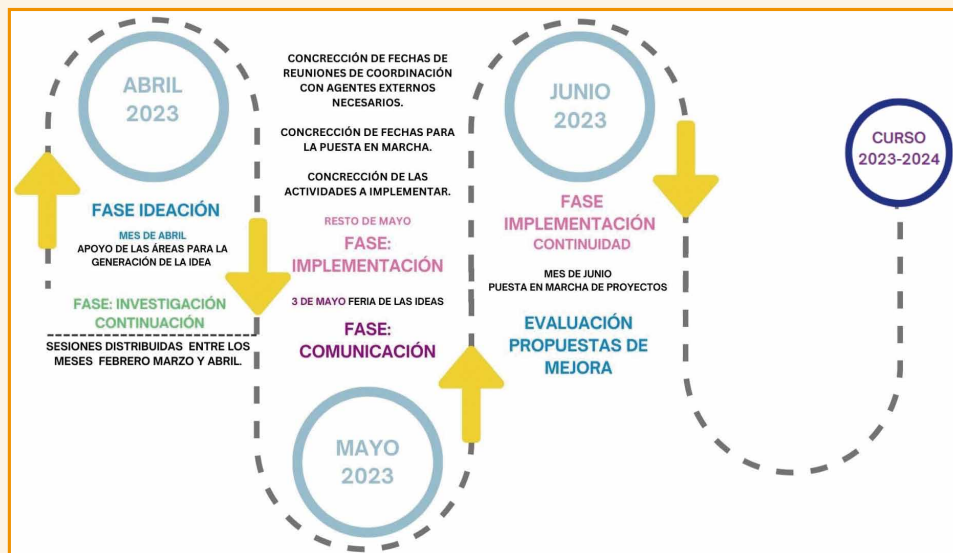 ABRIL
2023
FASE IDEACIÓN
MES DE ABRIL
APOYO DE LAS ÁREAS PARA LA
GENERACIÓN DE LA IDEA
FASE: INVESTIGACIÓN
CONTINUACIÓN
SESIONES DISTRIBUIDAS ENTRE LOS
MESES FEBRERO MARZO Y ABRIL.
CONCRECCIÓN DE FECHAS DE
REUNIONES DE COORDINACIÓN
CON AGENTES EXTERNOS
NECESARIOS.
CONCRECCIÓN DE FECHAS PARA
LA PUESTA EN MARCHA.
CONCRECCIÓN DE LAS
ACTIVIDADES A IMPLEMENTAR.
RESTO DE MAYO
FASE:
IMPLEMENTACIÓN
3 DE MAYO FERIA DE LAS IDEAS
FASE:
COMUNICACIÓN
MAYO
2023
JUNIO
2023
FASE
IMPLEMENTACIÓN
CONTINUIDAD
MES DE JUNIO
PUESTA EN MARCHA DE PROYECTOS
EVALUACIÓN
PROPUESTAS DE
MEJORA
CURSO
2023-2024